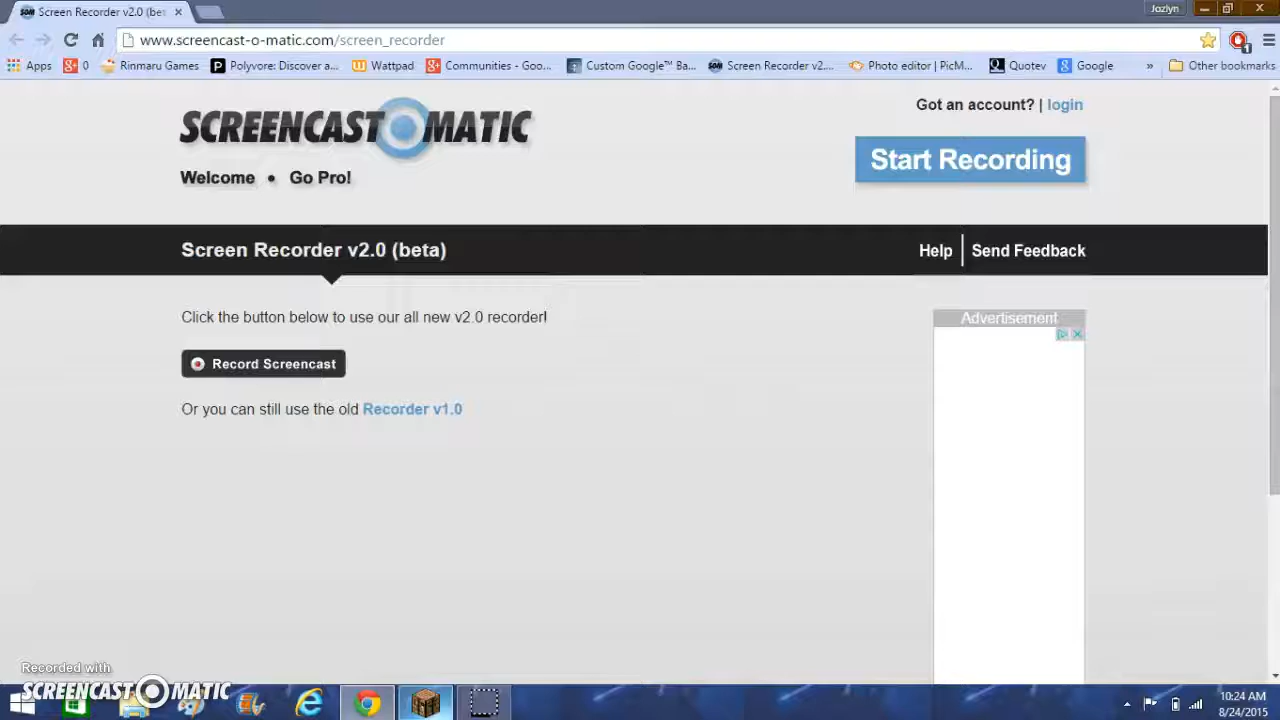 Screen Recorder v2.0 (bet
Jozlyn
www.screencast-o-matic.com/screen_recorder
Apps 0 Rinmaru Games Polyvore: Discover a... Wattpad Communities - Goo... Custom Google™ Ba... Screen Recorder v2.... Photo editor | PicM... Quotev Google » Other bookmarks
Got an account? | login
SCREENCAST MATIC
Start Recording
Welcome • Go Pro!
Screen Recorder v2.0 (beta)
Help
Send Feedback
Click the button below to use our all new v2.0 recorder!
Advertisement
Record Screencast
Or you can still use the old Recorder v1.0
Recorded with
SCREENCAST MATIC
10:24 AM
8/24/2015